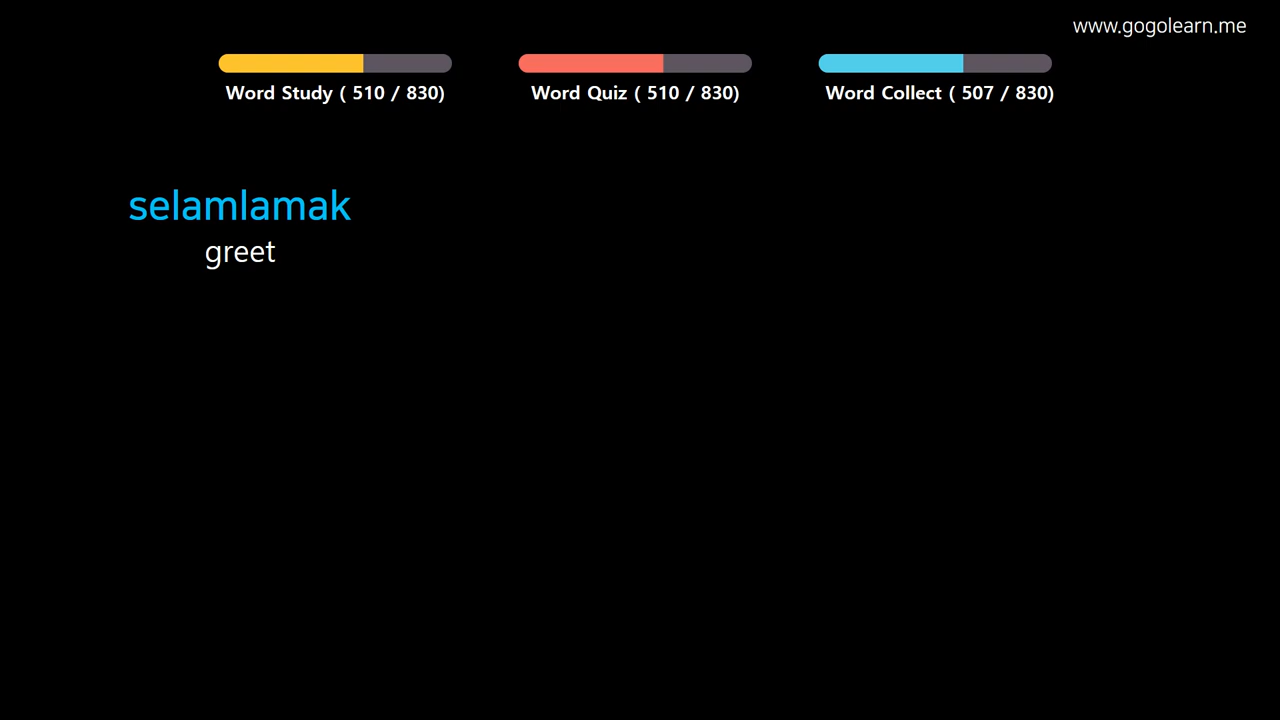 www.gogolearn.me
Word Study ( 510 / 830)
Word Quiz ( 510 / 830)
Word Collect ( 507 / 830)
selamlamak
greet